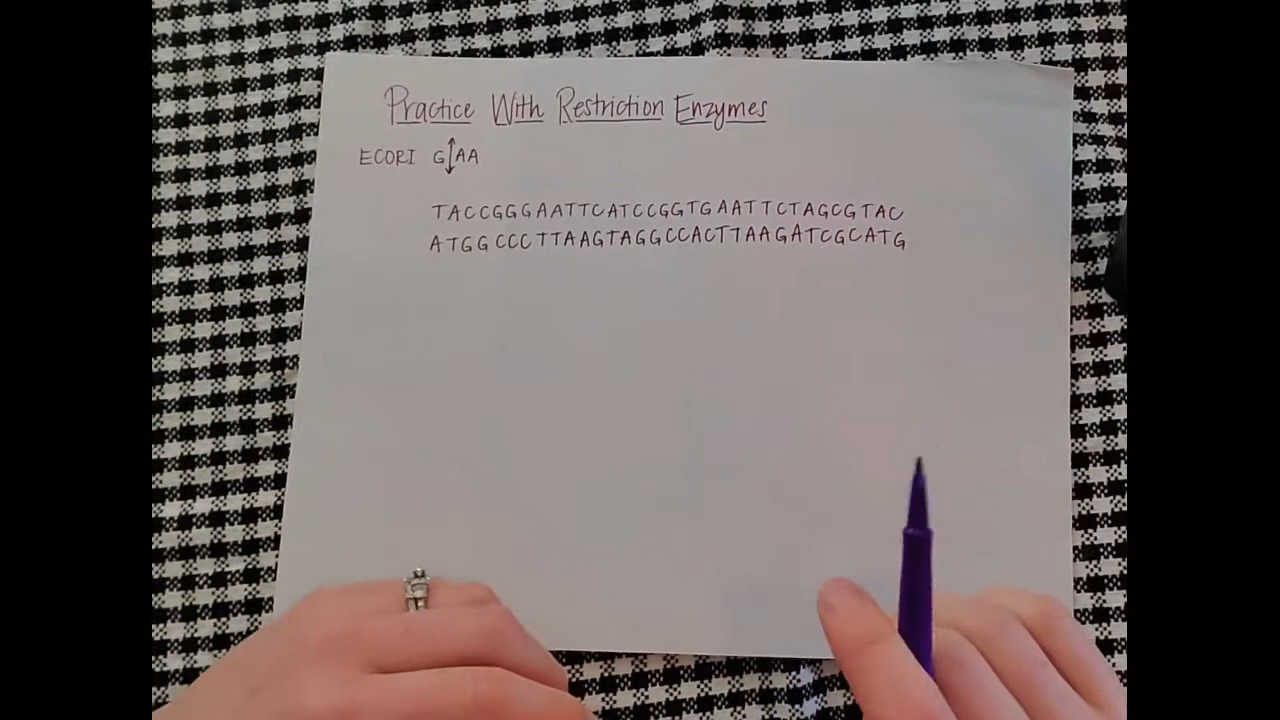 Practice With Restriction Enzymes
ECORI G↕AA
TACCGGGAATTCATCCGGTGAATTCTAGCGTAC
ATGGCCCTTAAGTAGGCCACTTAAGATCGCATG